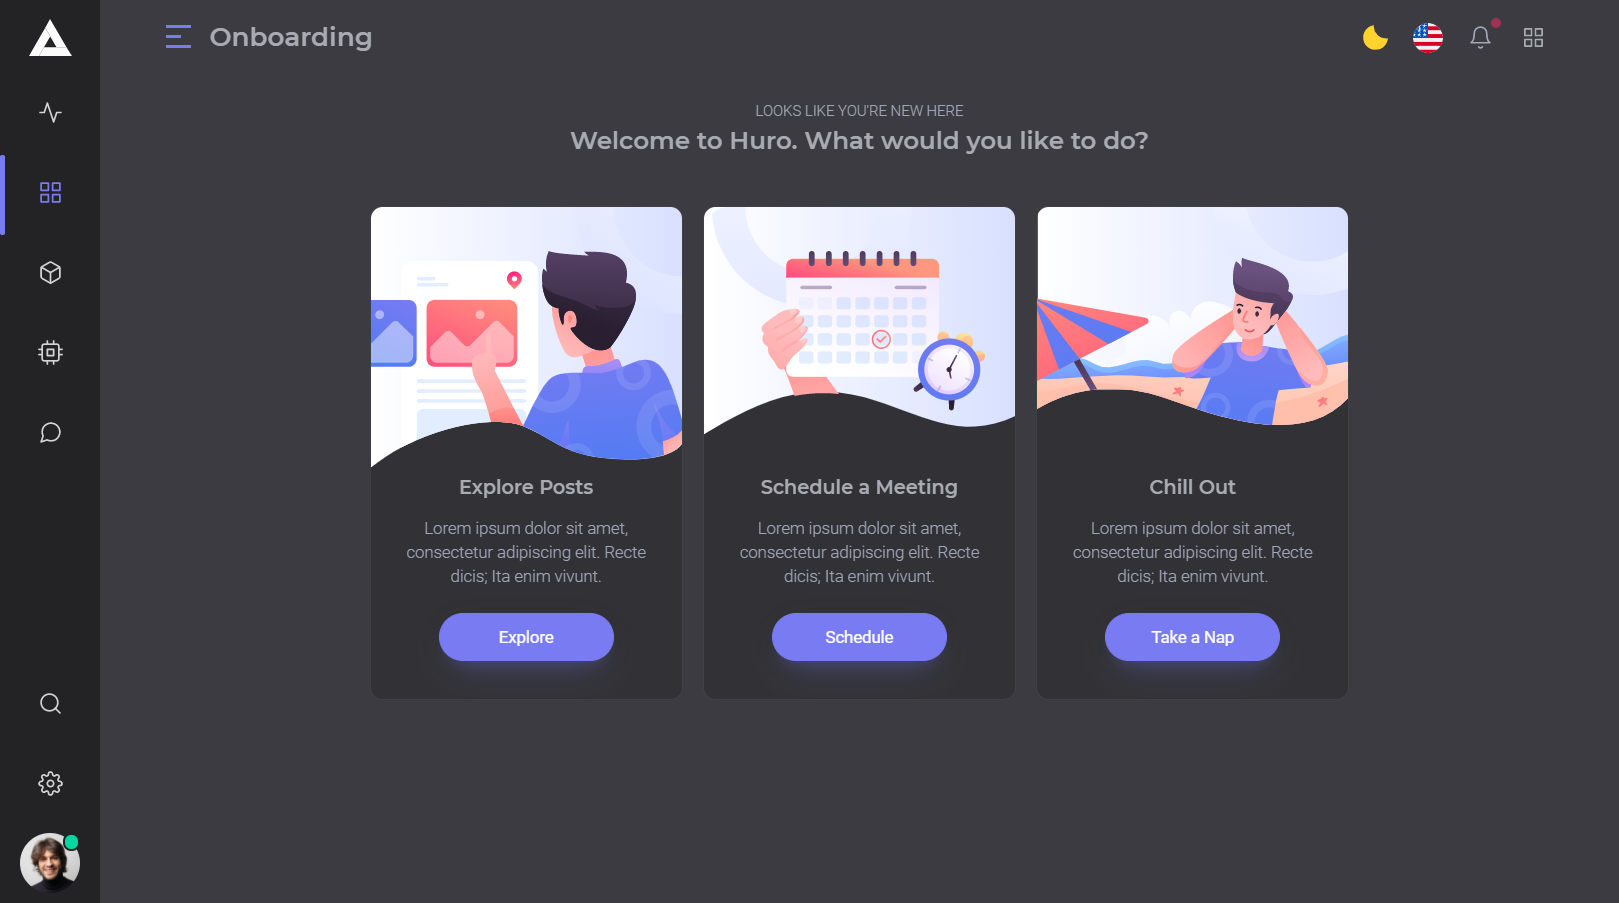 Onboarding
LOOKS LIKE YOU'RE NEW HERE
Welcome to Huro. What would you like to do?
Explore Posts
Lorem ipsum dolor sit amet,
consectetur adipiscing elit. Recte
dicis; Ita enim vivunt.
Explore
Schedule a Meeting
Lorem ipsum dolor sit amet,
consectetur adipiscing elit. Recte
dicis; Ita enim vivunt.
Schedule
Chill Out
Lorem ipsum dolor sit amet,
consectetur adipiscing elit. Recte
dicis; Ita enim vivunt.
Take a Nap